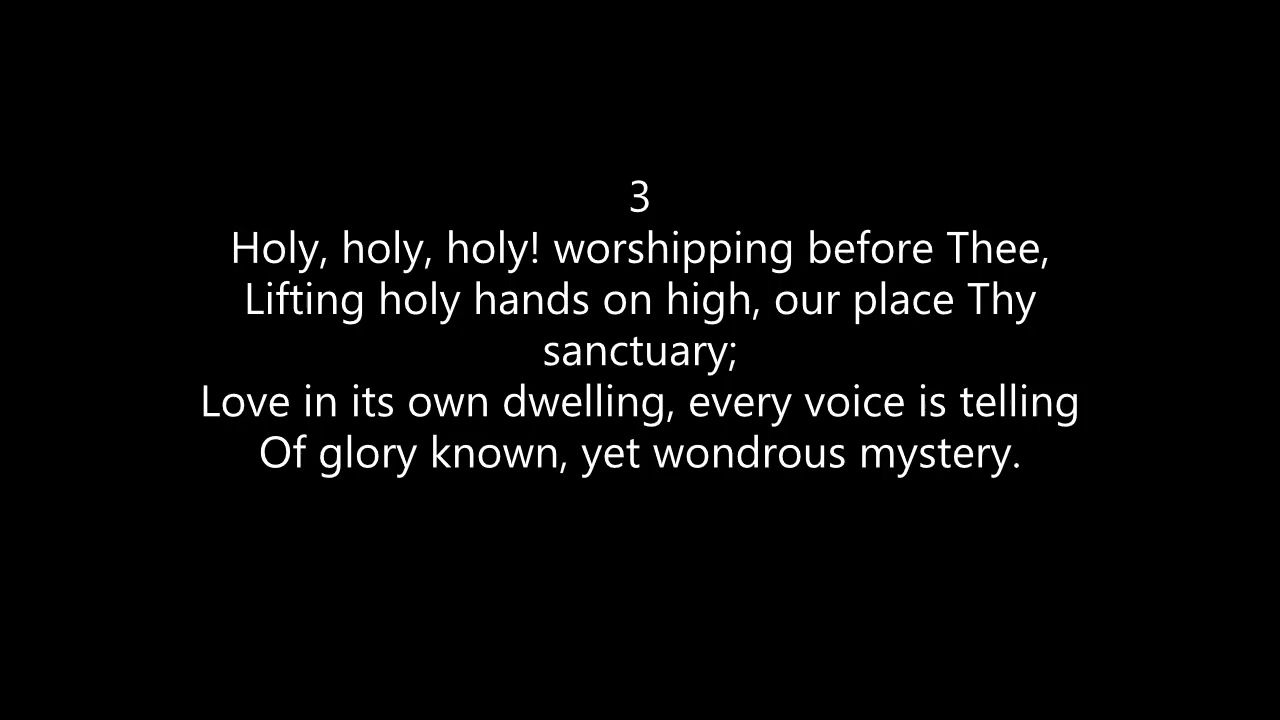 3
Holy, holy, holy! worshipping before Thee,
Lifting holy hands on high, our place Thy
sanctuary;
Love in its own dwelling, every voice is telling
Of glory known, yet wondrous mystery.